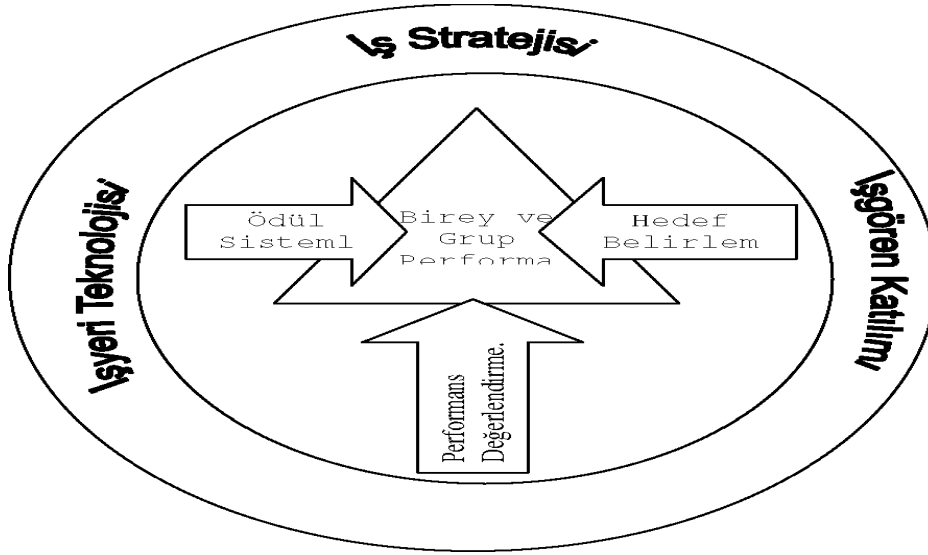 İş Stratejisi
İşyeri Teknolojisi
İşgören Katılımı
Ödül
Sisteml
Birey ve
Grup
Performa
Hedef
Belirlem
Performans
Değerlendirme.